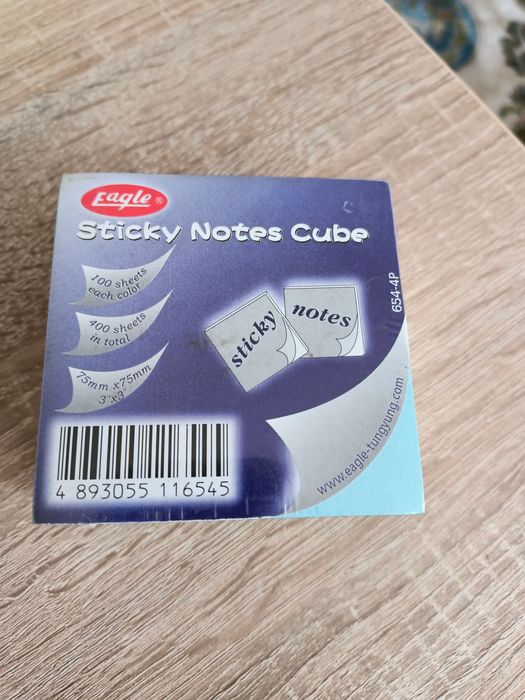 Eagle ®
Sticky Notes Cube
100 sheets
each color
400 sheets
in total
75mm x75mm
3"x3"
sticky
notes
654-4P
www.eagle-tungyung.com
4 893055 116545